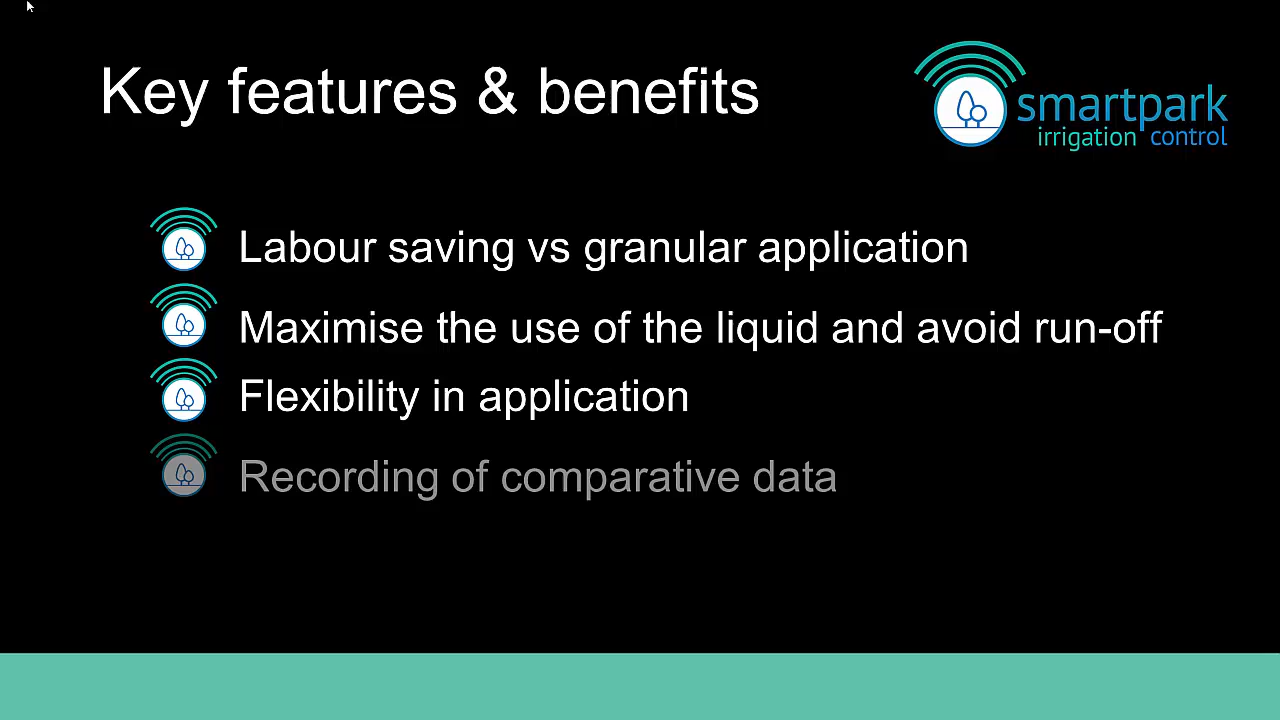 Key features & benefits
smartpark
irrigation control
Labour saving vs granular application
Maximise the use of the liquid and avoid run-off
Flexibility in application
Recording of comparative data